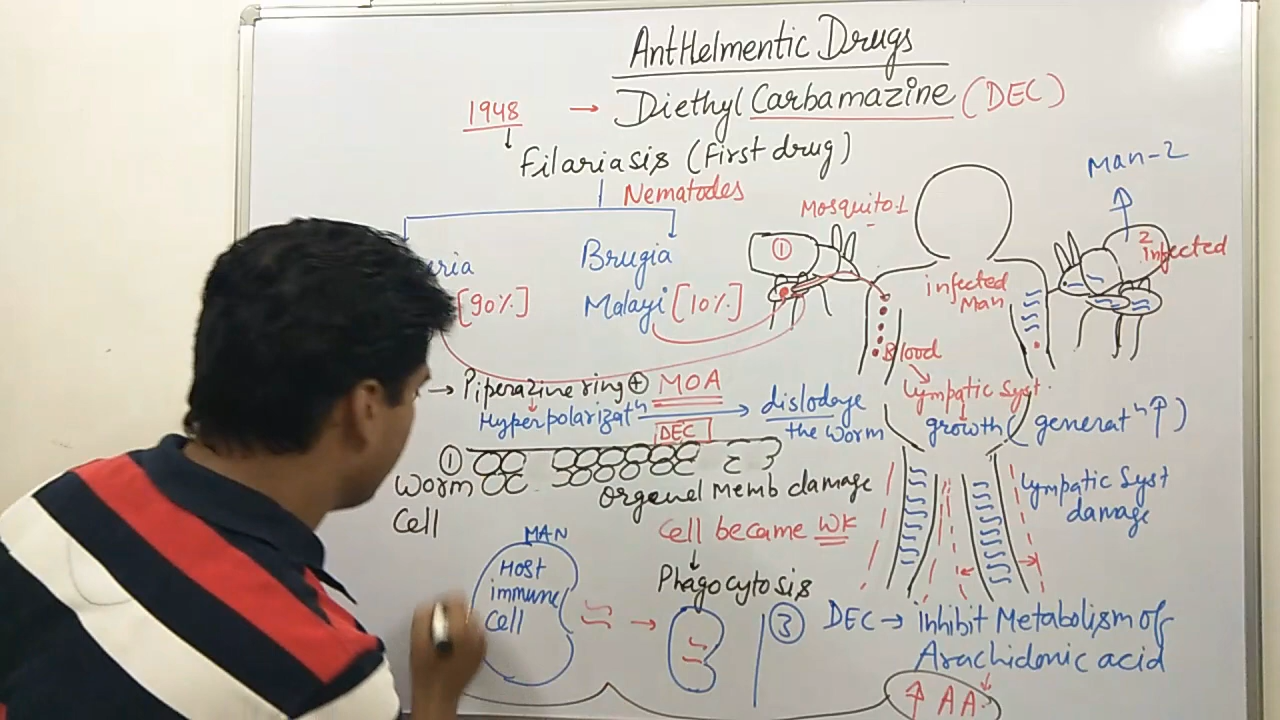 AntHelmentic Drugs
1948 → Diethyl Carbamazine (DEC)
↓ filariasis (First drug)
Nematodes
Man-2
Mosquito-1
1
2 infected
Brugia
Malayi [10%]
[90%]
infected
Man
Blood
Lympatic Syst.
growth (generatⁿ↑)
→ Piperazine ring ⊕ MOA
Hyperpolarizatⁿ → dislodge
the worm
DEC
① Worm
Cell
Organel Memb damage
Cell became WK
Lympatic Syst
damage
MAN
Host
immune
Cell
Phagocytosis
③ DEC → inhibit Metabolism of
Arachidonic acid
↑ AA